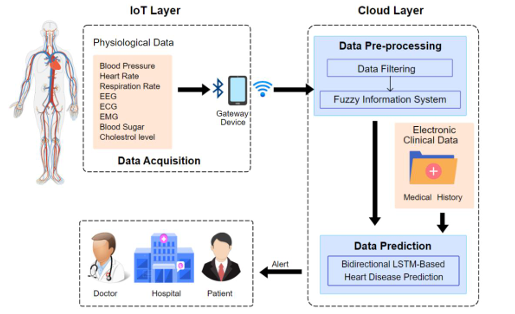 IoT Layer
Cloud Layer
Physiological Data
Blood Pressure
Heart Rate
Respiration Rate
EEG
ECG
EMG
Blood Sugar
Cholestrol level
Data Acquisition
Gateway
Device
Data Pre-processing
Data Filtering
Fuzzy Information System
Electronic
Clinical Data
Medical History
Data Prediction
Bidirectional LSTM-Based
Heart Disease Prediction
Alert
Doctor
Hospital
Patient